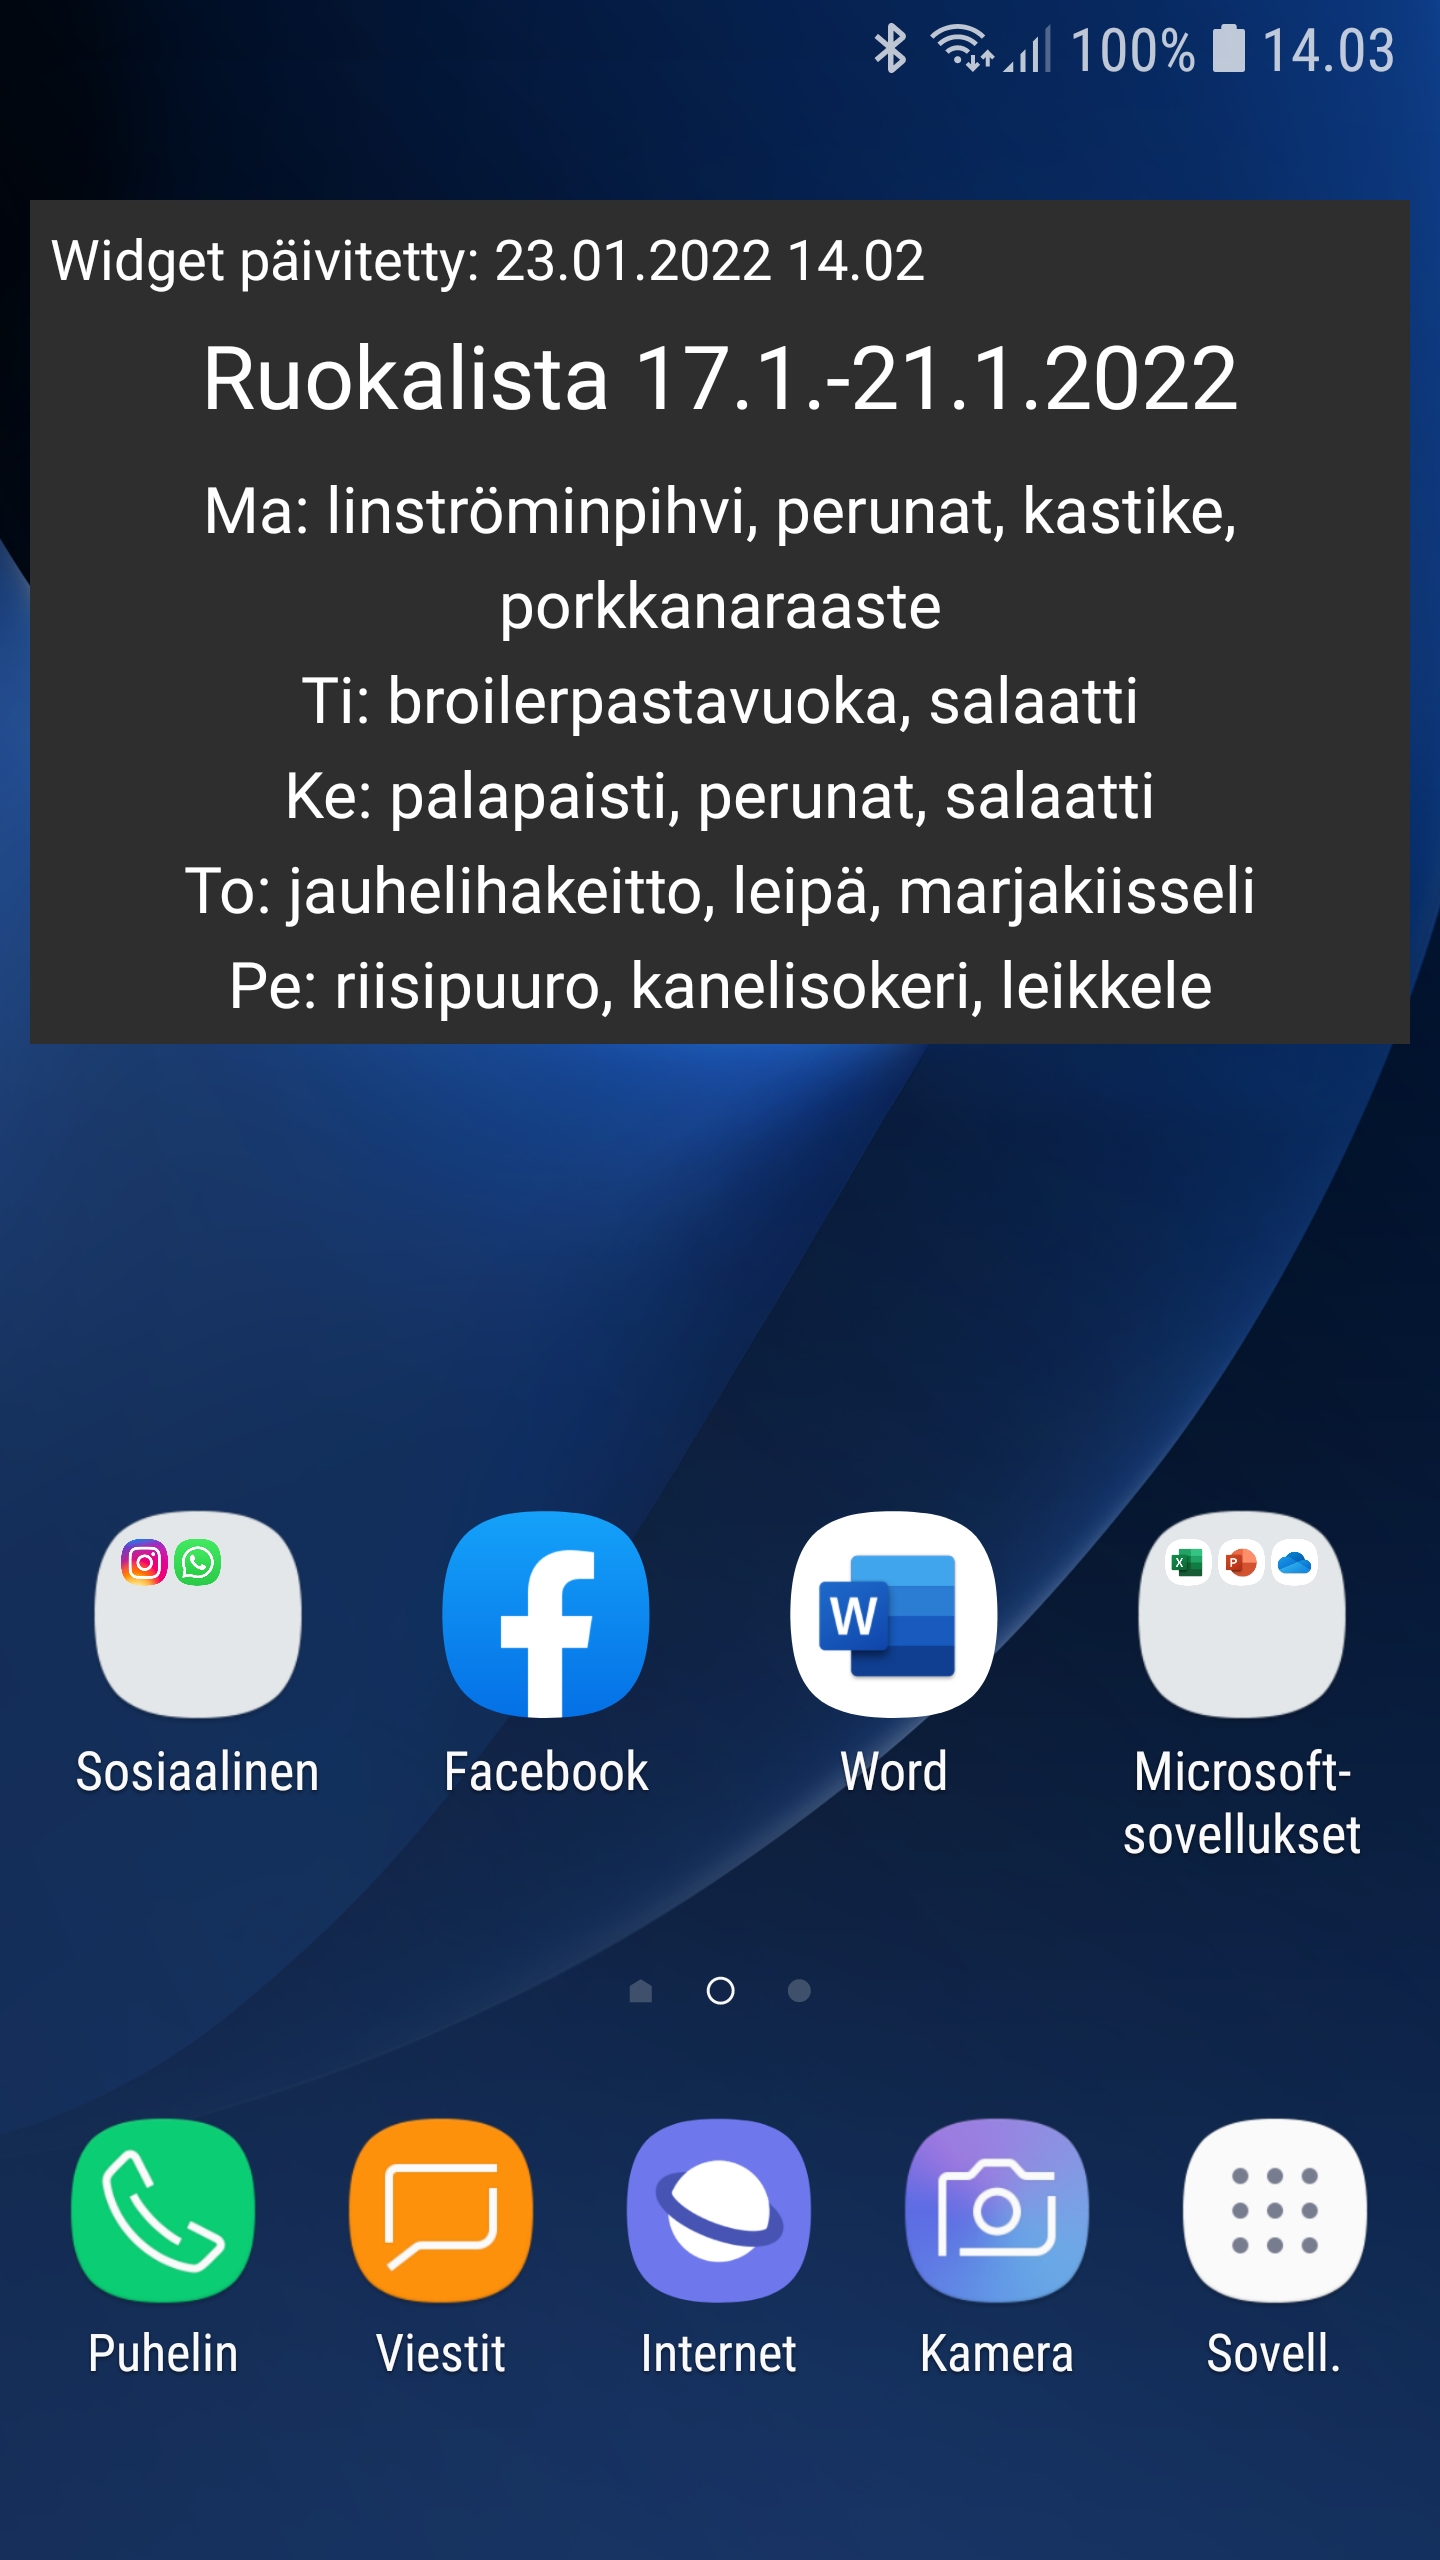 100% 14.03
Widget päivitetty: 23.01.2022 14.02
Ruokalista 17.1.-21.1.2022
Ma: linströminpihvi, perunat, kastike,
porkkanaraaste
Ti: broilerpastavuoka, salaatti
Ke: palapaisti, perunat, salaatti
To: jauhelihakeitto, leipä, marjakiisseli
Pe: riisipuuro, kanelisokeri, leikkele
W
X P
Sosiaalinen Facebook Word Microsoft-
sovellukset
Puhelin Viestit Internet Kamera Sovell.